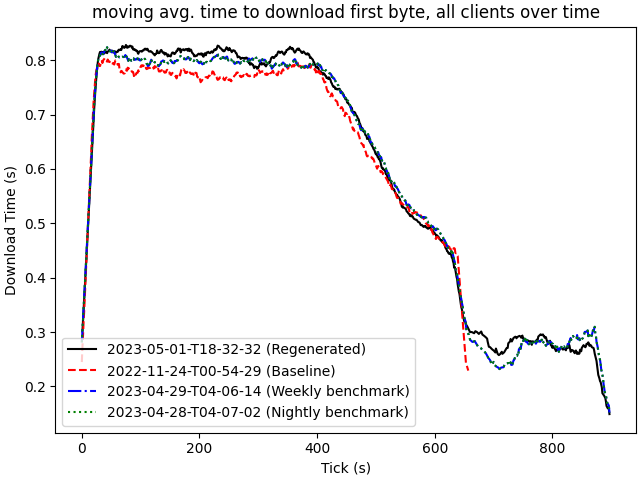 moving avg. time to download first byte, all clients over time
Download Time (s)
0.8
0.7
0.6
0.5
0.4
0.3
0.2
2023-05-01-T18-32-32 (Regenerated)
2022-11-24-T00-54-29 (Baseline)
2023-04-29-T04-06-14 (Weekly benchmark)
2023-04-28-T04-07-02 (Nightly benchmark)
0 200 400 600 800
Tick (s)